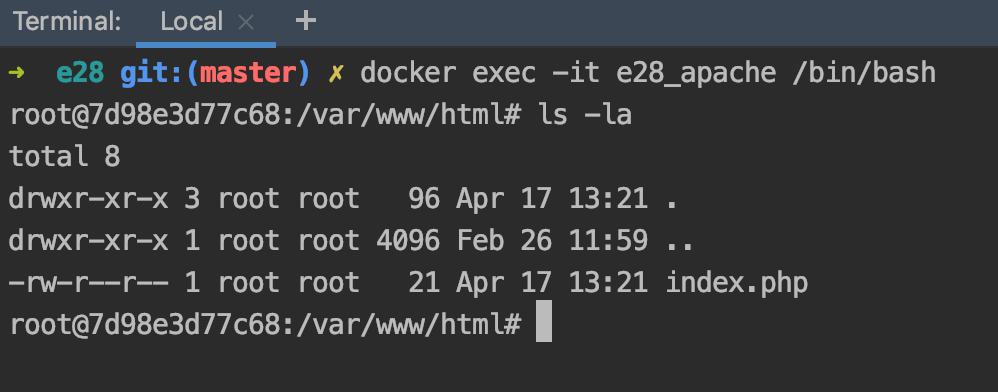 Terminal: Local × +
➜ e28 git:(master) ✗ docker exec -it e28_apache /bin/bash
root@7d98e3d77c68:/var/www/html# ls -la
total 8
drwxr-xr-x 3 root root   96 Apr 17 13:21 .
drwxr-xr-x 1 root root 4096 Feb 26 11:59 ..
-rw-r--r-- 1 root root   21 Apr 17 13:21 index.php
root@7d98e3d77c68:/var/www/html#